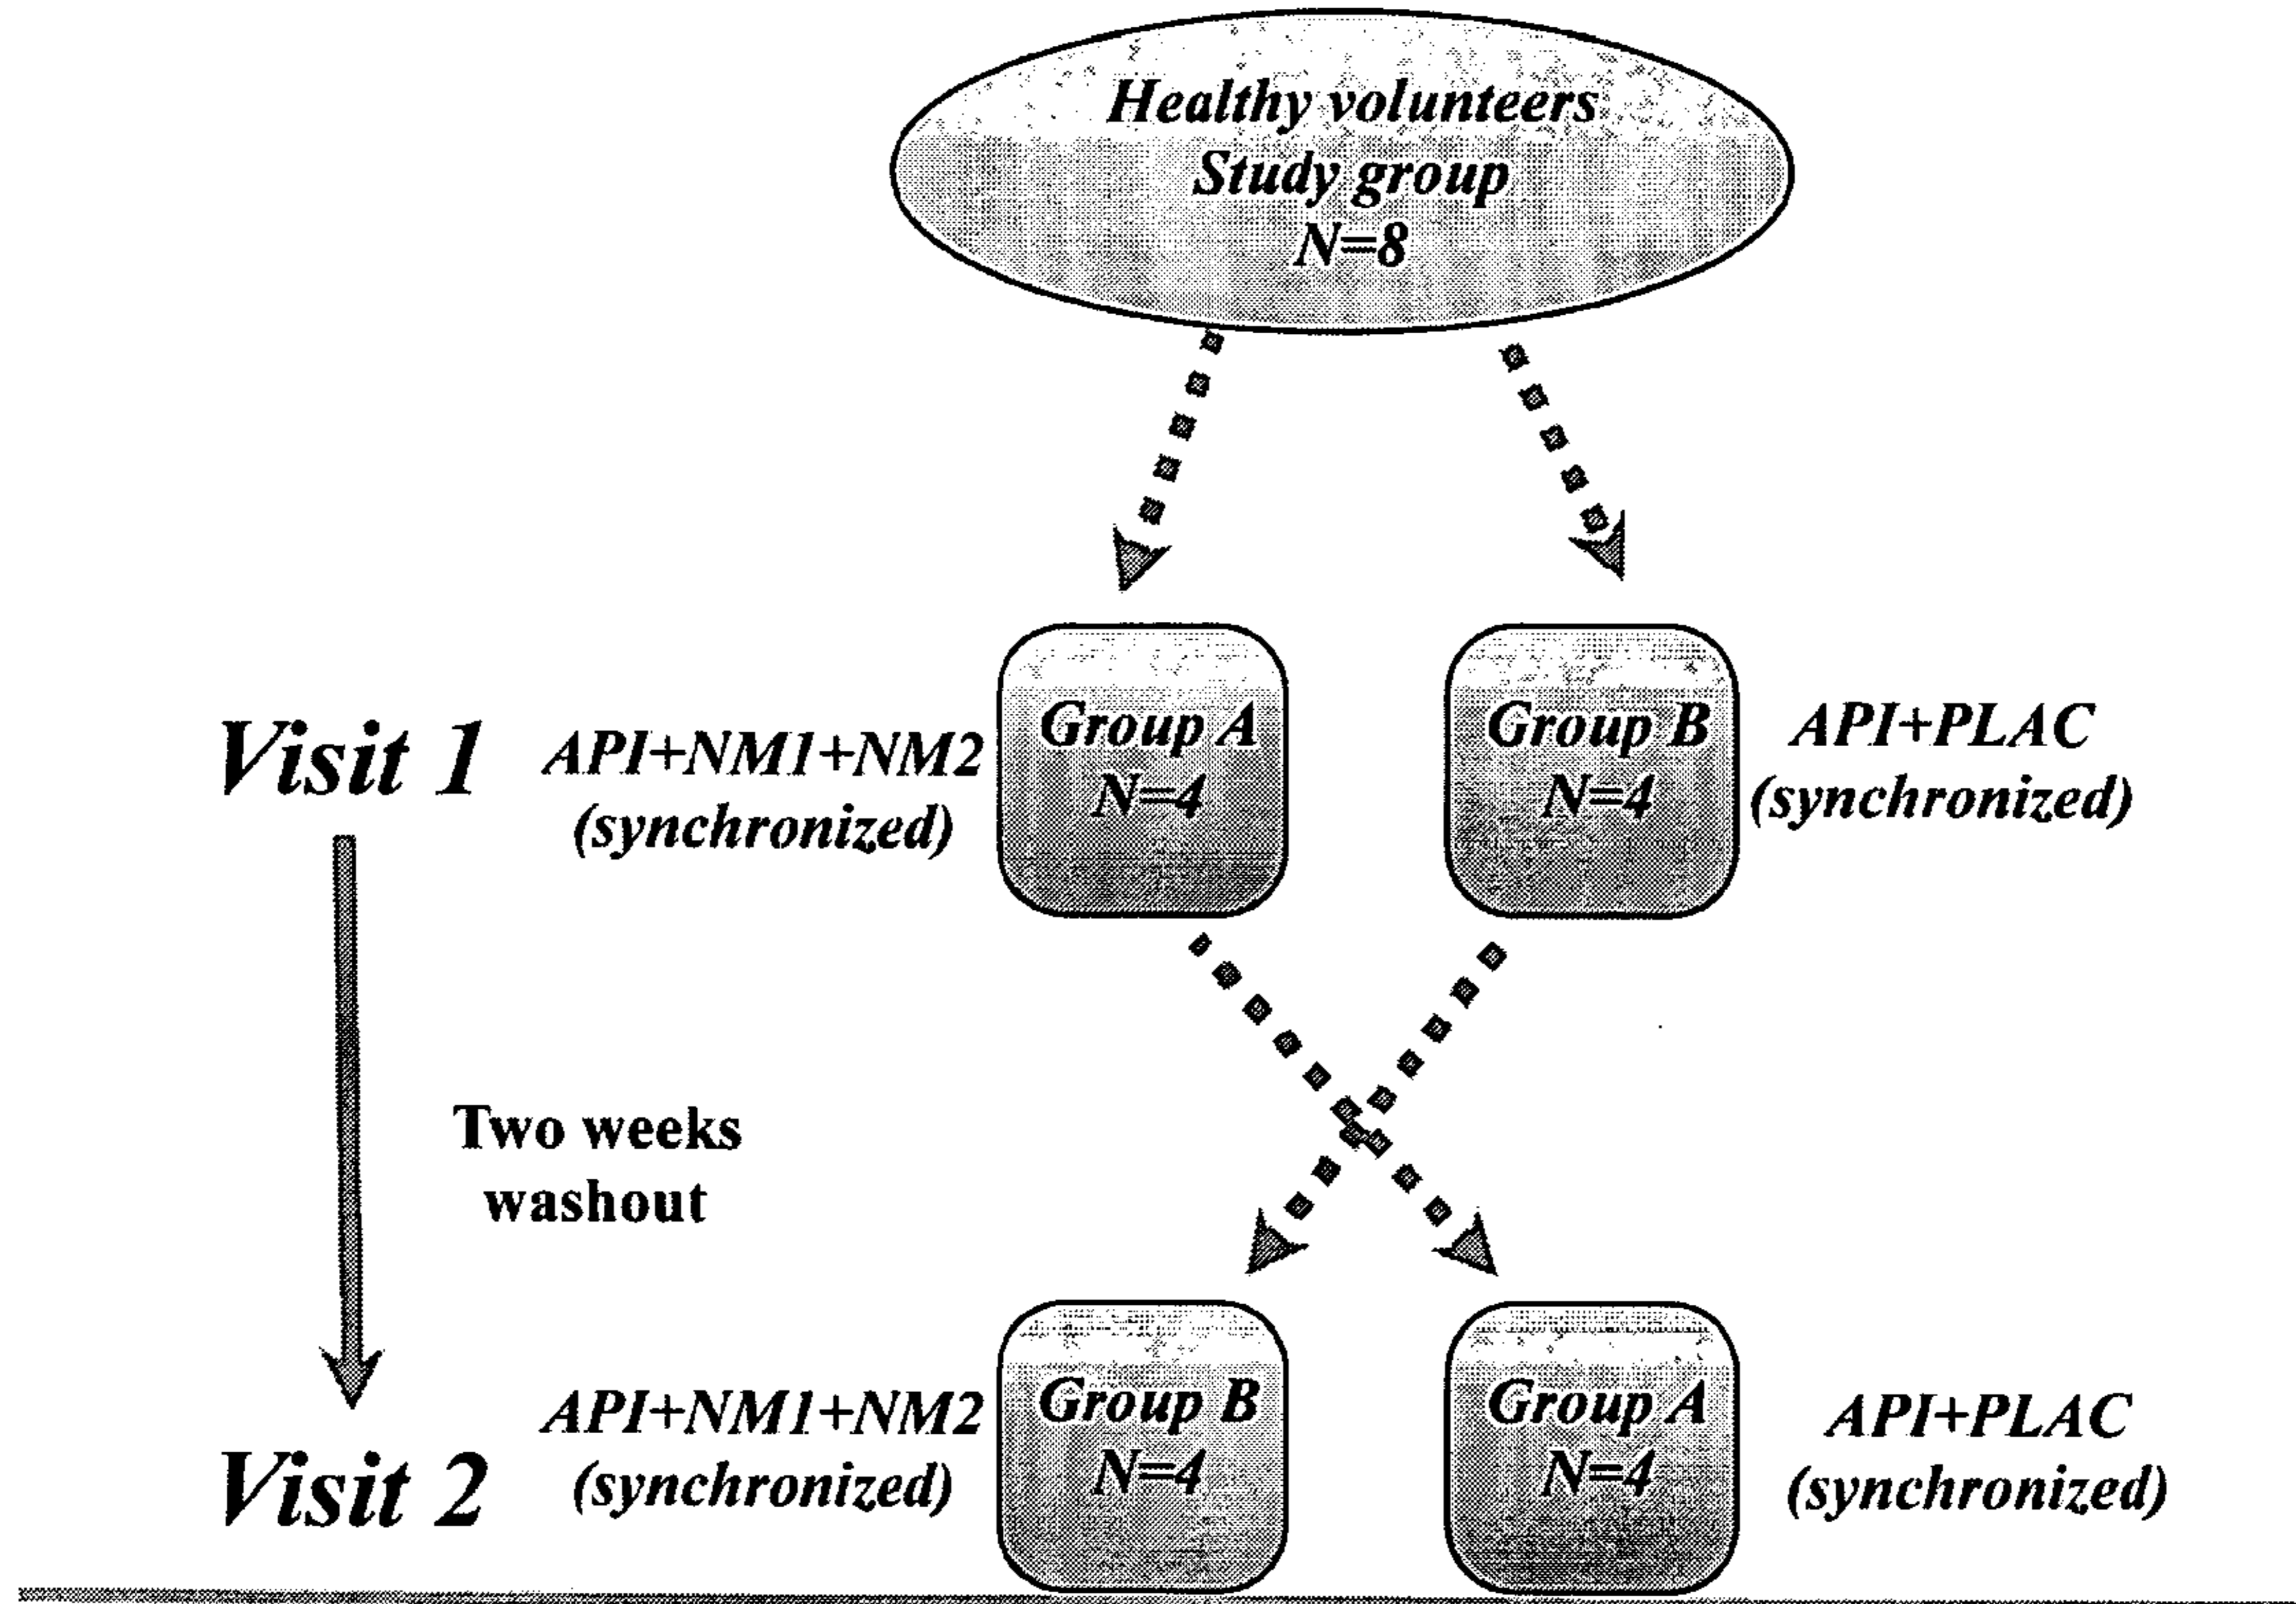 Healthy volunteers
Study group
N=8
Visit 1
API+NM1+NM2
(synchronized)
Group A
N=4
Group B
N=4
API+PLAC
(synchronized)
Two weeks
washout
Visit 2
API+NM1+NM2
(synchronized)
Group B
N=4
Group A
N=4
API+PLAC
(synchronized)